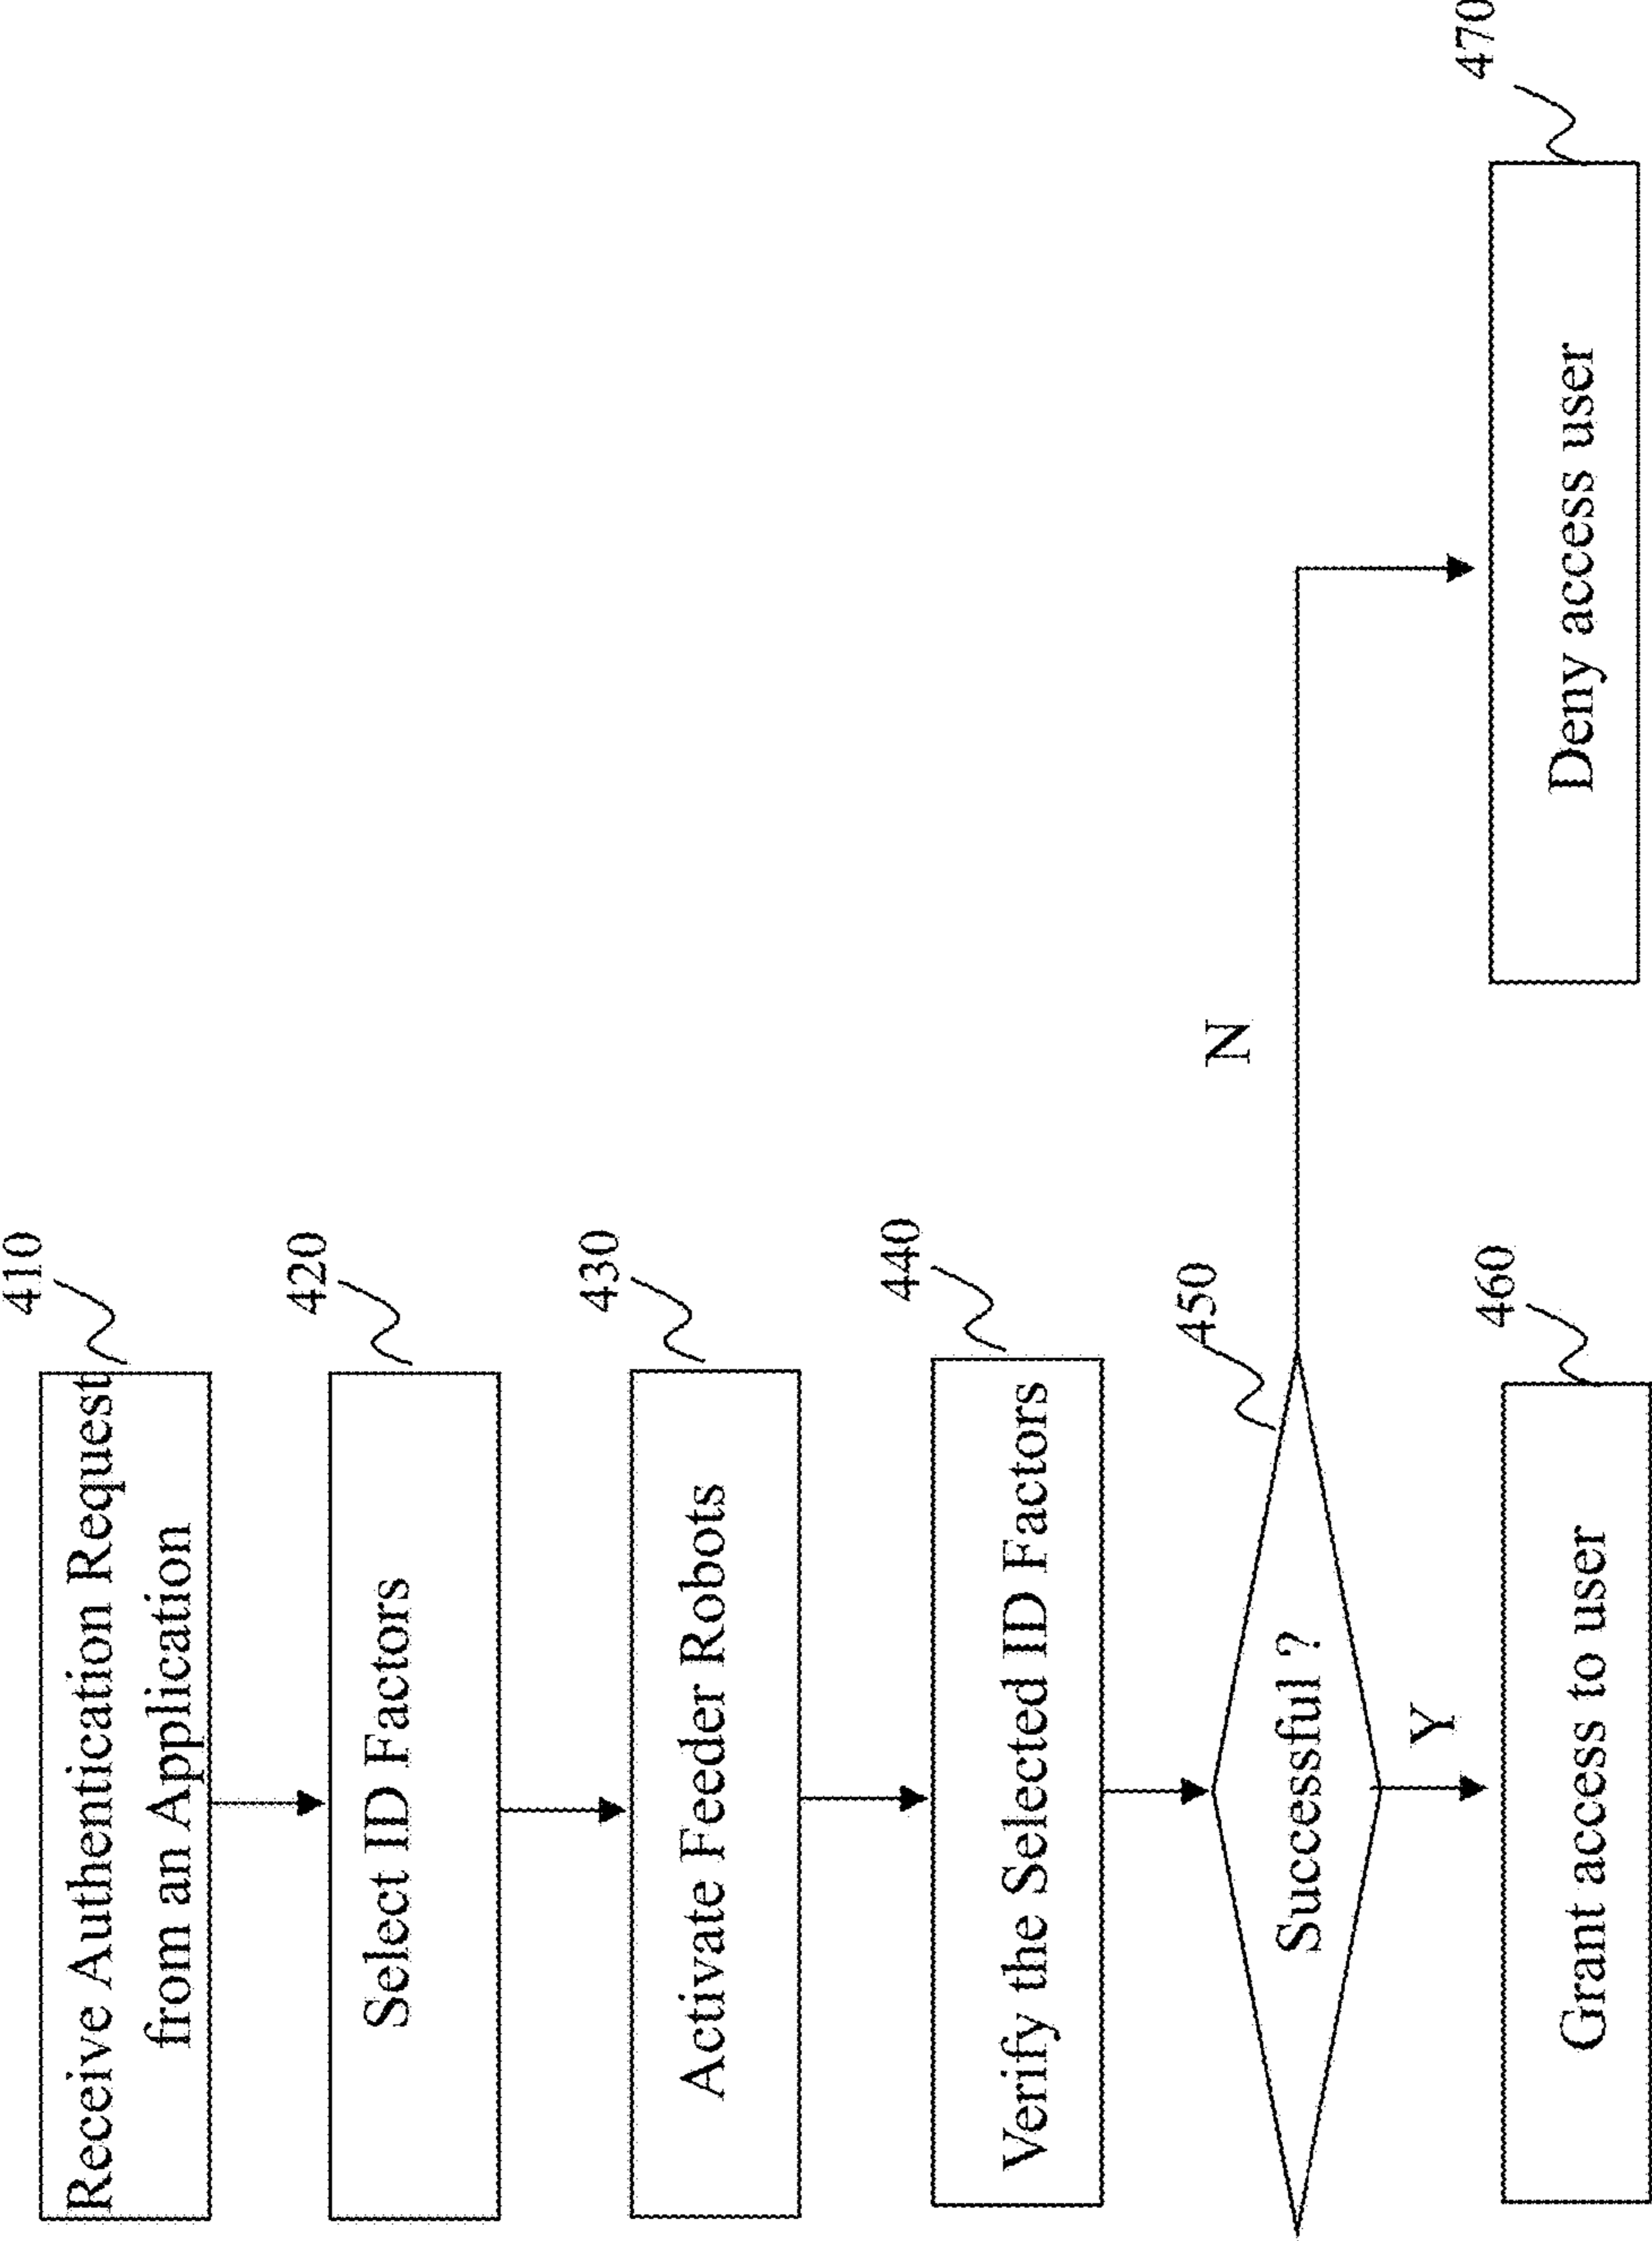 410
Receive Authentication Request
from an Application
420
Select ID Factors
430
Activate Feeder Robots
440
Verify the Selected ID Factors
450
Successful ?
N
Y
460
Grant access to user
470
Deny access user